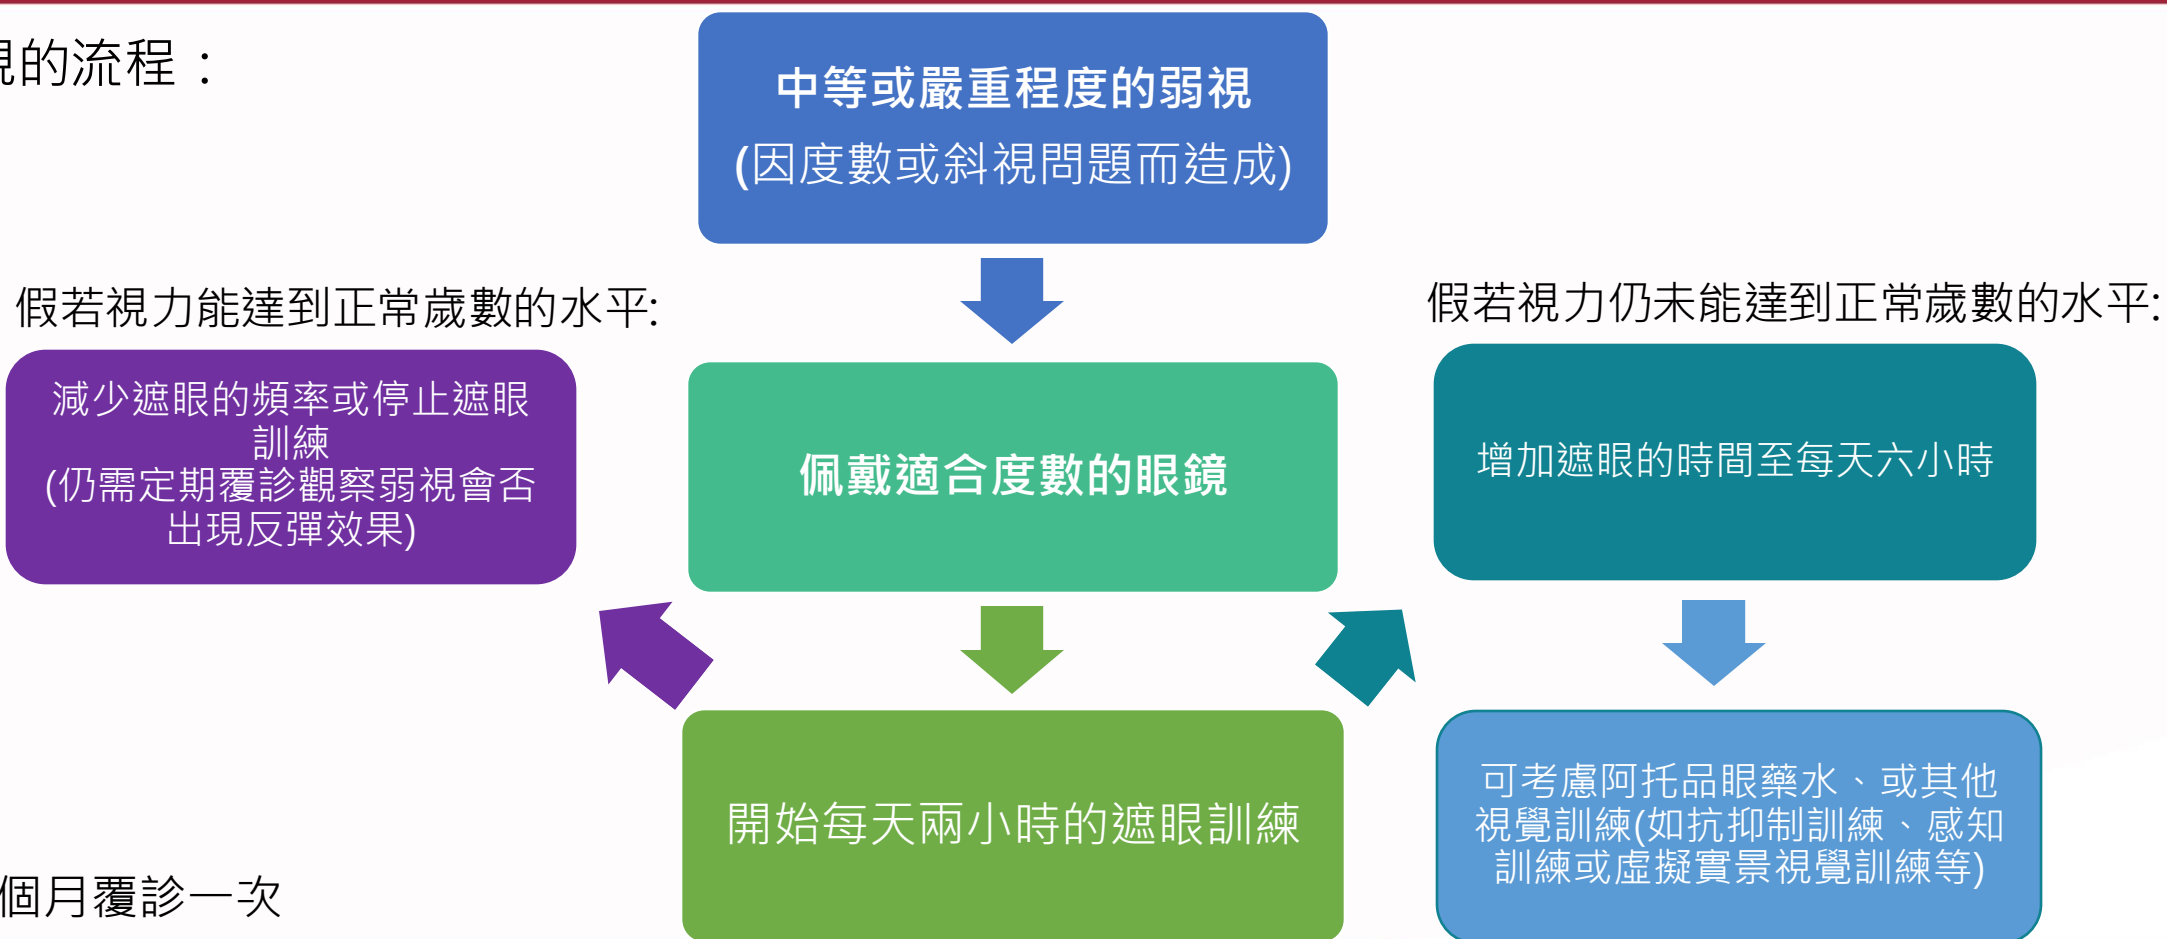 視的流程：
中等或嚴重程度的弱視
(因度數或斜視問題而造成)
假若視力能達到正常歲數的水平:
假若視力仍未能達到正常歲數的水平:
減少遮眼的頻率或停止遮眼
訓練
(仍需定期覆診觀察弱視會否
出現反彈效果)
佩戴適合度數的眼鏡
增加遮眼的時間至每天六小時
開始每天兩小時的遮眼訓練
可考慮阿托品眼藥水、或其他
視覺訓練(如抗抑制訓練、感知
訓練或虛擬實景視覺訓練等)
個月覆診一次